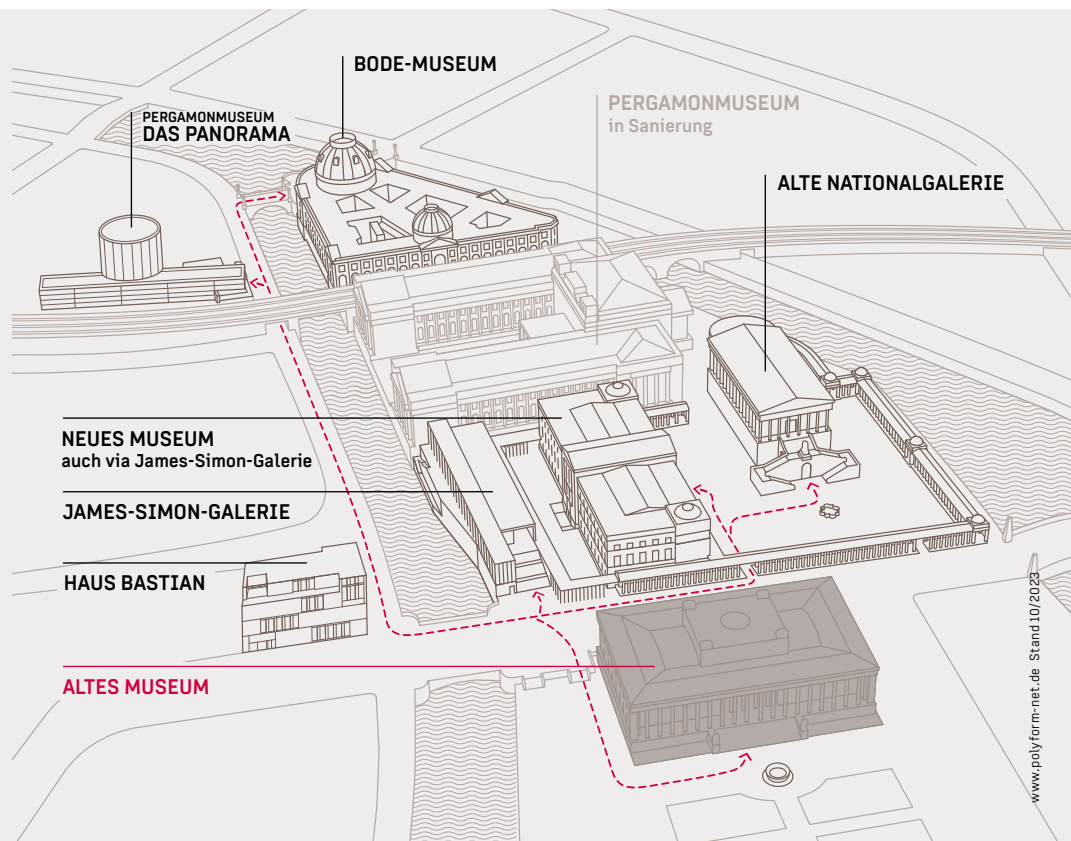 BODE-MUSEUM
PERGAMONMUSEUM
DAS PANORAMA
PERGAMONMUSEUM
in Sanierung
ALTE NATIONALGALERIE
NEUES MUSEUM
auch via James-Simon-Galerie
JAMES-SIMON-GALERIE
HAUS BASTIAN
ALTES MUSEUM
www.polyform-net.de Stand 10/2023